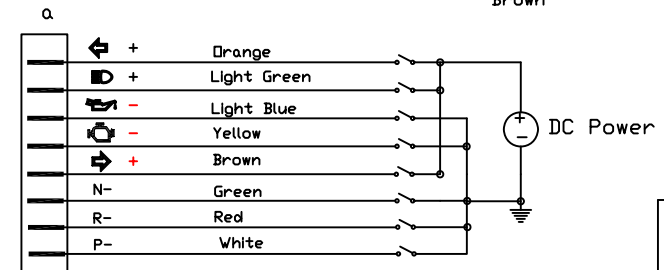 Brown
a
+ Orange
+ Light Green
- Light Blue
- Yellow
+ Brown
N- Green
R- Red
P- White
+
- DC Power